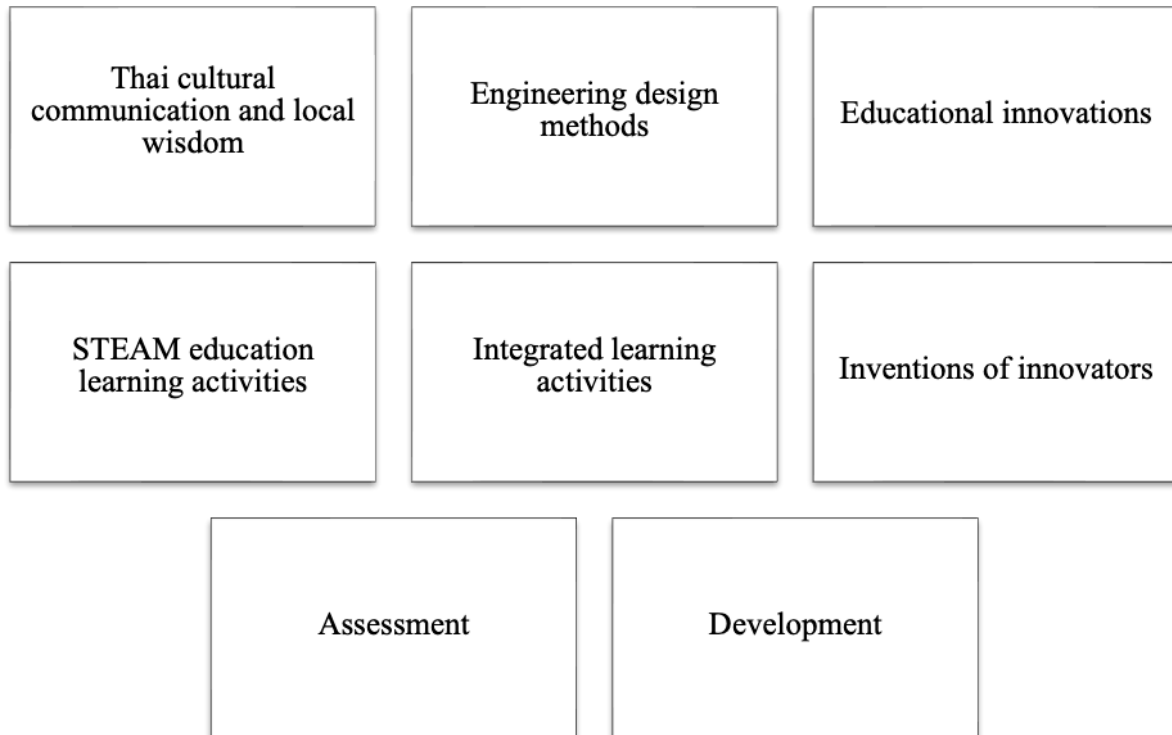 Thai cultural
communication and local
wisdom
Engineering design
methods
Educational innovations
STEAM education
learning activities
Integrated learning
activities
Inventions of innovators
Assessment
Development